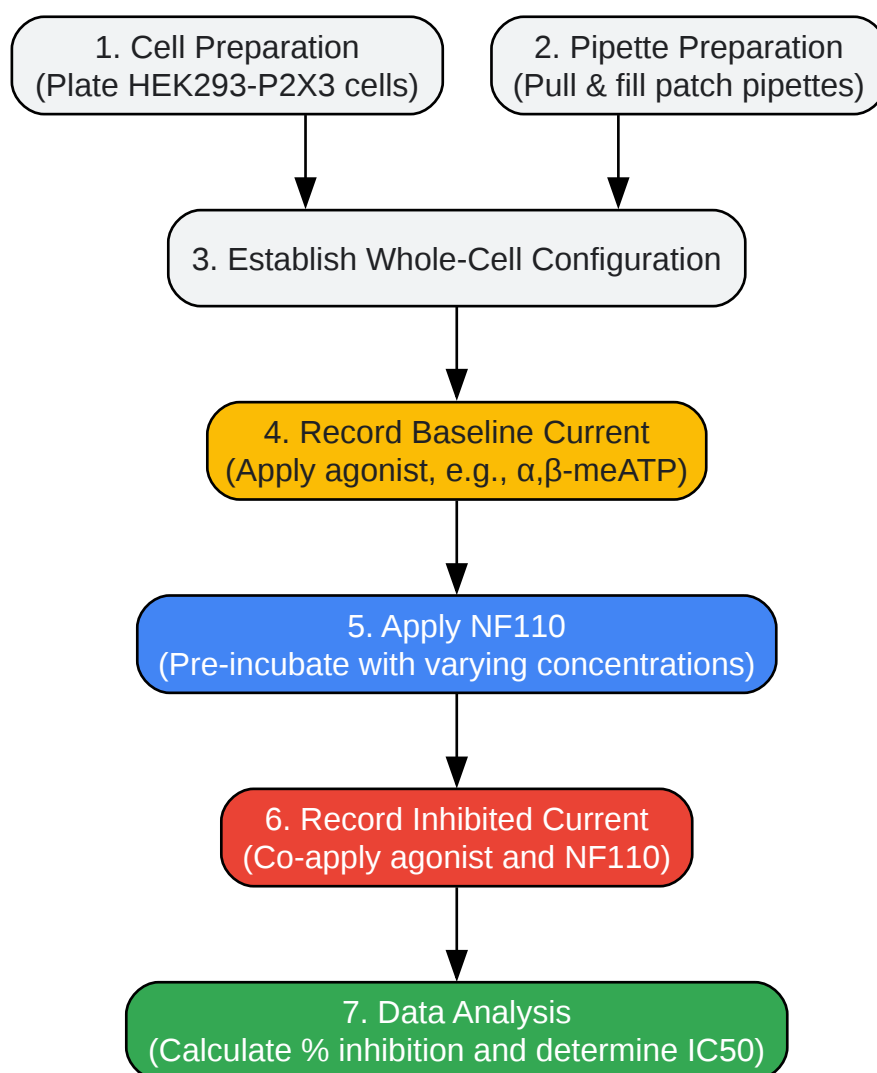 1. Cell Preparation
(Plate HEK293-P2X3 cells)
2. Pipette Preparation
(Pull & fill patch pipettes)
3. Establish Whole-Cell Configuration
4. Record Baseline Current
(Apply agonist, e.g., α,β-meATP)
5. Apply NF110
(Pre-incubate with varying concentrations)
6. Record Inhibited Current
(Co-apply agonist and NF110)
7. Data Analysis
(Calculate % inhibition and determine IC50)